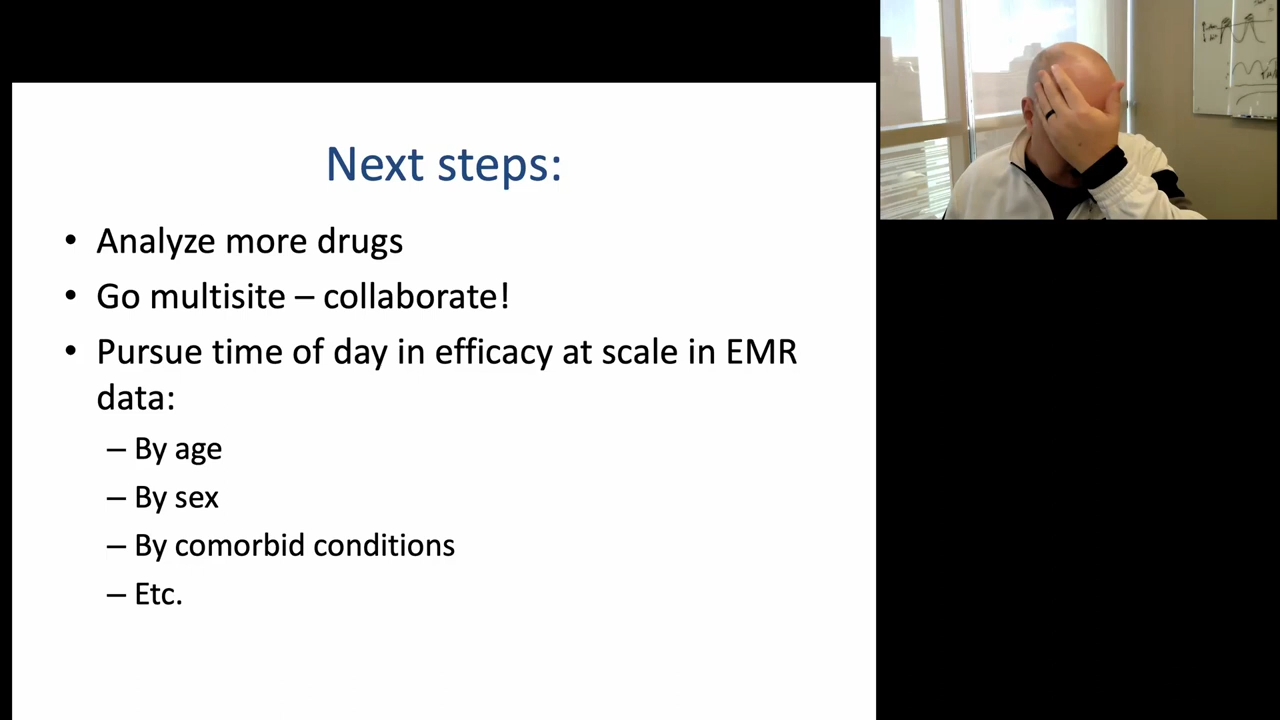 Next steps:
• Analyze more drugs
• Go multisite – collaborate!
• Pursue time of day in efficacy at scale in EMR
data:
– By age
– By sex
– By comorbid conditions
– Etc.